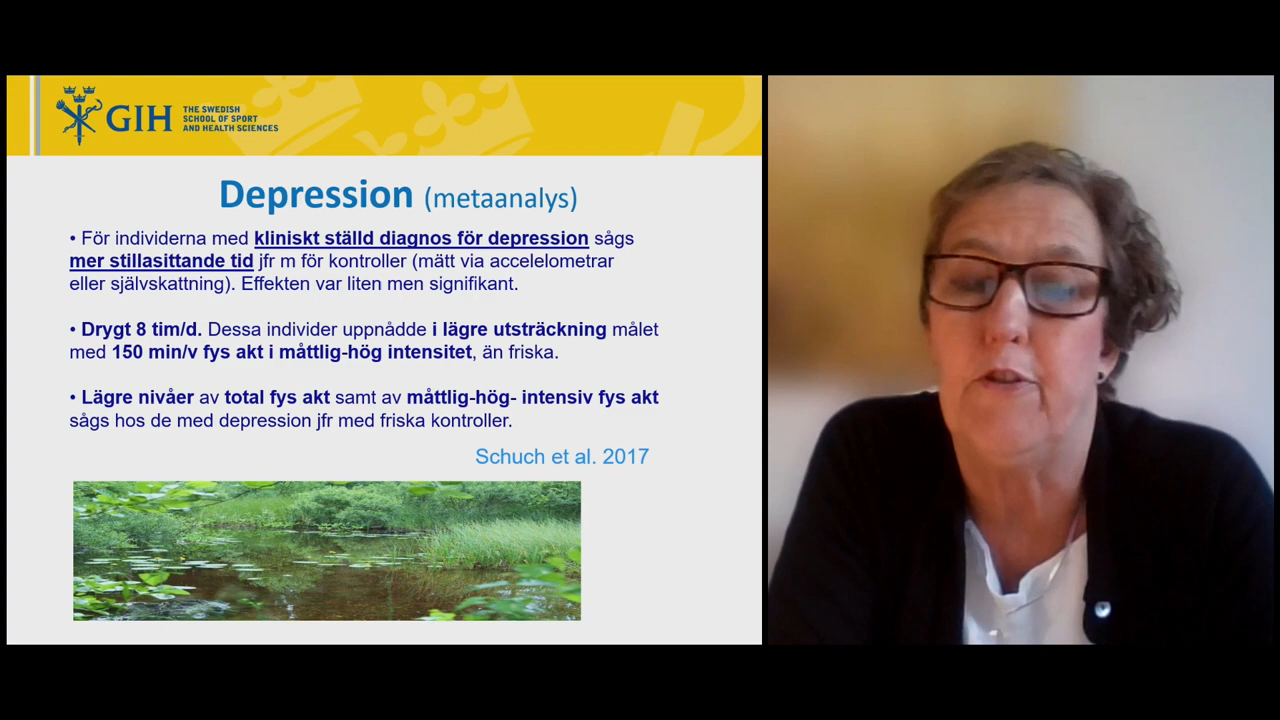 GIH
THE SWEDISH
SCHOOL OF SPORT
AND HEALTH SCIENCES
Depression (metaanalys)
• För individerna med kliniskt ställd diagnos för depression sågs
mer stillasittande tid jfr m för kontroller (mätt via accelelometrar
eller självskattning). Effekten var liten men signifikant.
• Drygt 8 tim/d. Dessa individer uppnådde i lägre utsträckning målet
med 150 min/v fys akt i måttlig-hög intensitet, än friska.
• Lägre nivåer av total fys akt samt av måttlig-hög- intensiv fys akt
sågs hos de med depression jfr med friska kontroller.
Schuch et al. 2017